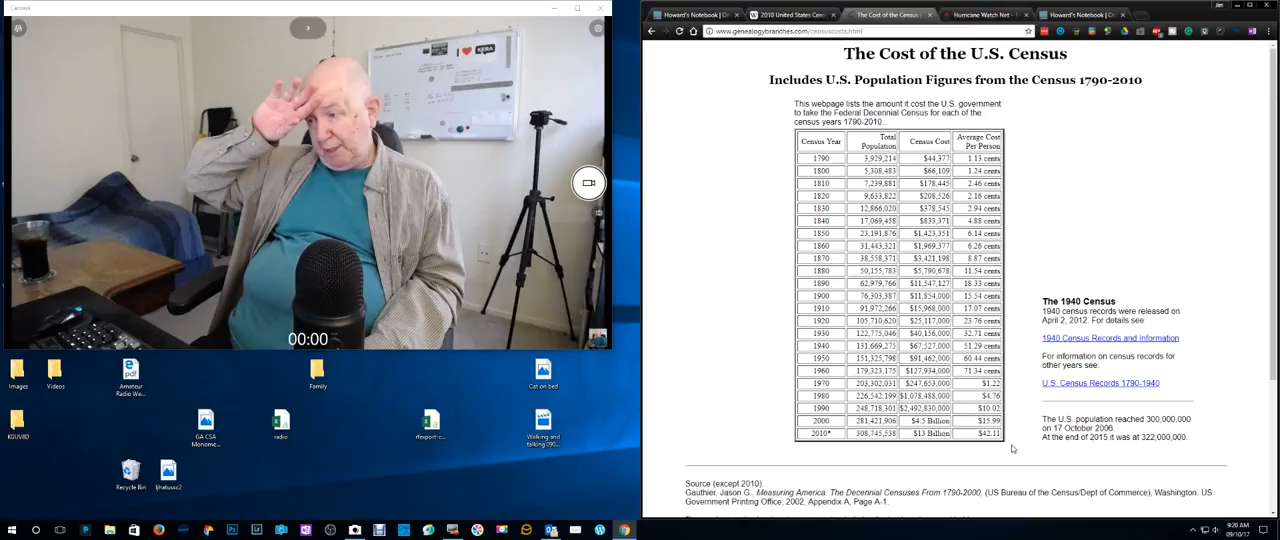 Camera
00:00
KERA
Images
Videos
Amateur
Radio Wa...
Family
Cat on bed
KGUV8D
GA CSA
Monome...
radio
rfexport-c...
Walking and
talking 090...
Recycle Bin
ljhatussc2
Jim
Howard's Notebook | O...
2010 United States Cens
The Cost of the U.S. Census
Hurricane Watch Net -
Howard's Notebook | O...
www.genealogybranches.com/censuscosts.html
The Cost of the U.S. Census
Includes U.S. Population Figures from the Census 1790-2010
This webpage lists the amount it cost the U.S. government
to take the Federal Decennial Census for each of the
census years 1790-2010...
Census Year Total Population Census Cost Average Cost Per Person
1790 3,929,214 $44,377 1.13 cents
1800 5,308,483 $66,109 1.24 cents
1810 7,239,881 $178,445 2.46 cents
1820 9,633,822 $208,526 2.16 cents
1830 12,866,020 $378,545 2.94 cents
1840 17,069,458 $833,371 4.88 cents
1850 23,191,876 $1,423,351 6.14 cents
1860 31,443,321 $1,969,377 6.26 cents
1870 38,558,371 $3,421,198 8.87 cents
1880 50,155,783 $5,790,678 11.54 cents
1890 62,979,766 $11,547,127 18.33 cents
1900 76,303,387 $11,854,000 15.54 cents
1910 91,972,266 $15,968,000 17.07 cents
1920 105,710,620 $25,117,000 23.76 cents
1930 122,775,046 $40,156,000 32.71 cents
1940 131,669,275 $67,527,000 51.29 cents
1950 151,325,798 $91,462,000 60.44 cents
1960 179,323,175 $127,934,000 71.34 cents
1970 203,302,031 $247,653,000 $1.22
1980 226,542,199 $1,078,488,000 $4.76
1990 248,718,301 $2,492,830,000 $10.02
2000 281,421,906 $4.5 Billion $15.99
2010* 308,745,538 $13 Billion $42.11
The 1940 Census
1940 census records were released on
April 2, 2012. For details see:
1940 Census Records and Information
For information on census records for
other years see:
U.S. Census Records 1790-1940
The U.S. population reached 300,000,000
on 17 October 2006.
At the end of 2015 it was at 322,000,000.
Source (except 2010)
Gauthier, Jason G., Measuring America: The Decennial Censuses From 1790-2000, (US Bureau of the Census/Dept of Commerce), Washington: US
Government Printing Office, 2002, Appendix A, Page A-1.
9:20 AM
09/10/17